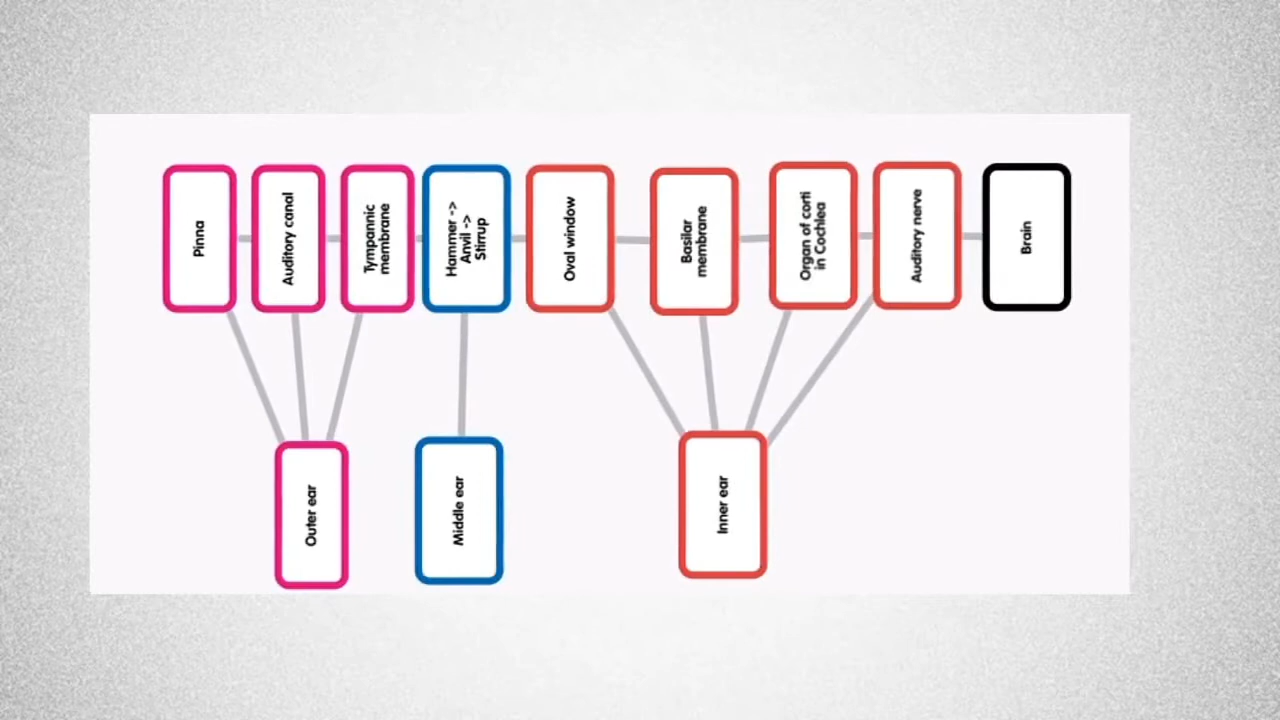 Pinna
Auditory canal
Tympannic
membrane
Hammer ->
Anvil ->
Stirrup
Oval window
Basilar
membrane
Organ of corti
in Cochlea
Auditory nerve
Brain
Outer ear
Middle ear
Inner ear